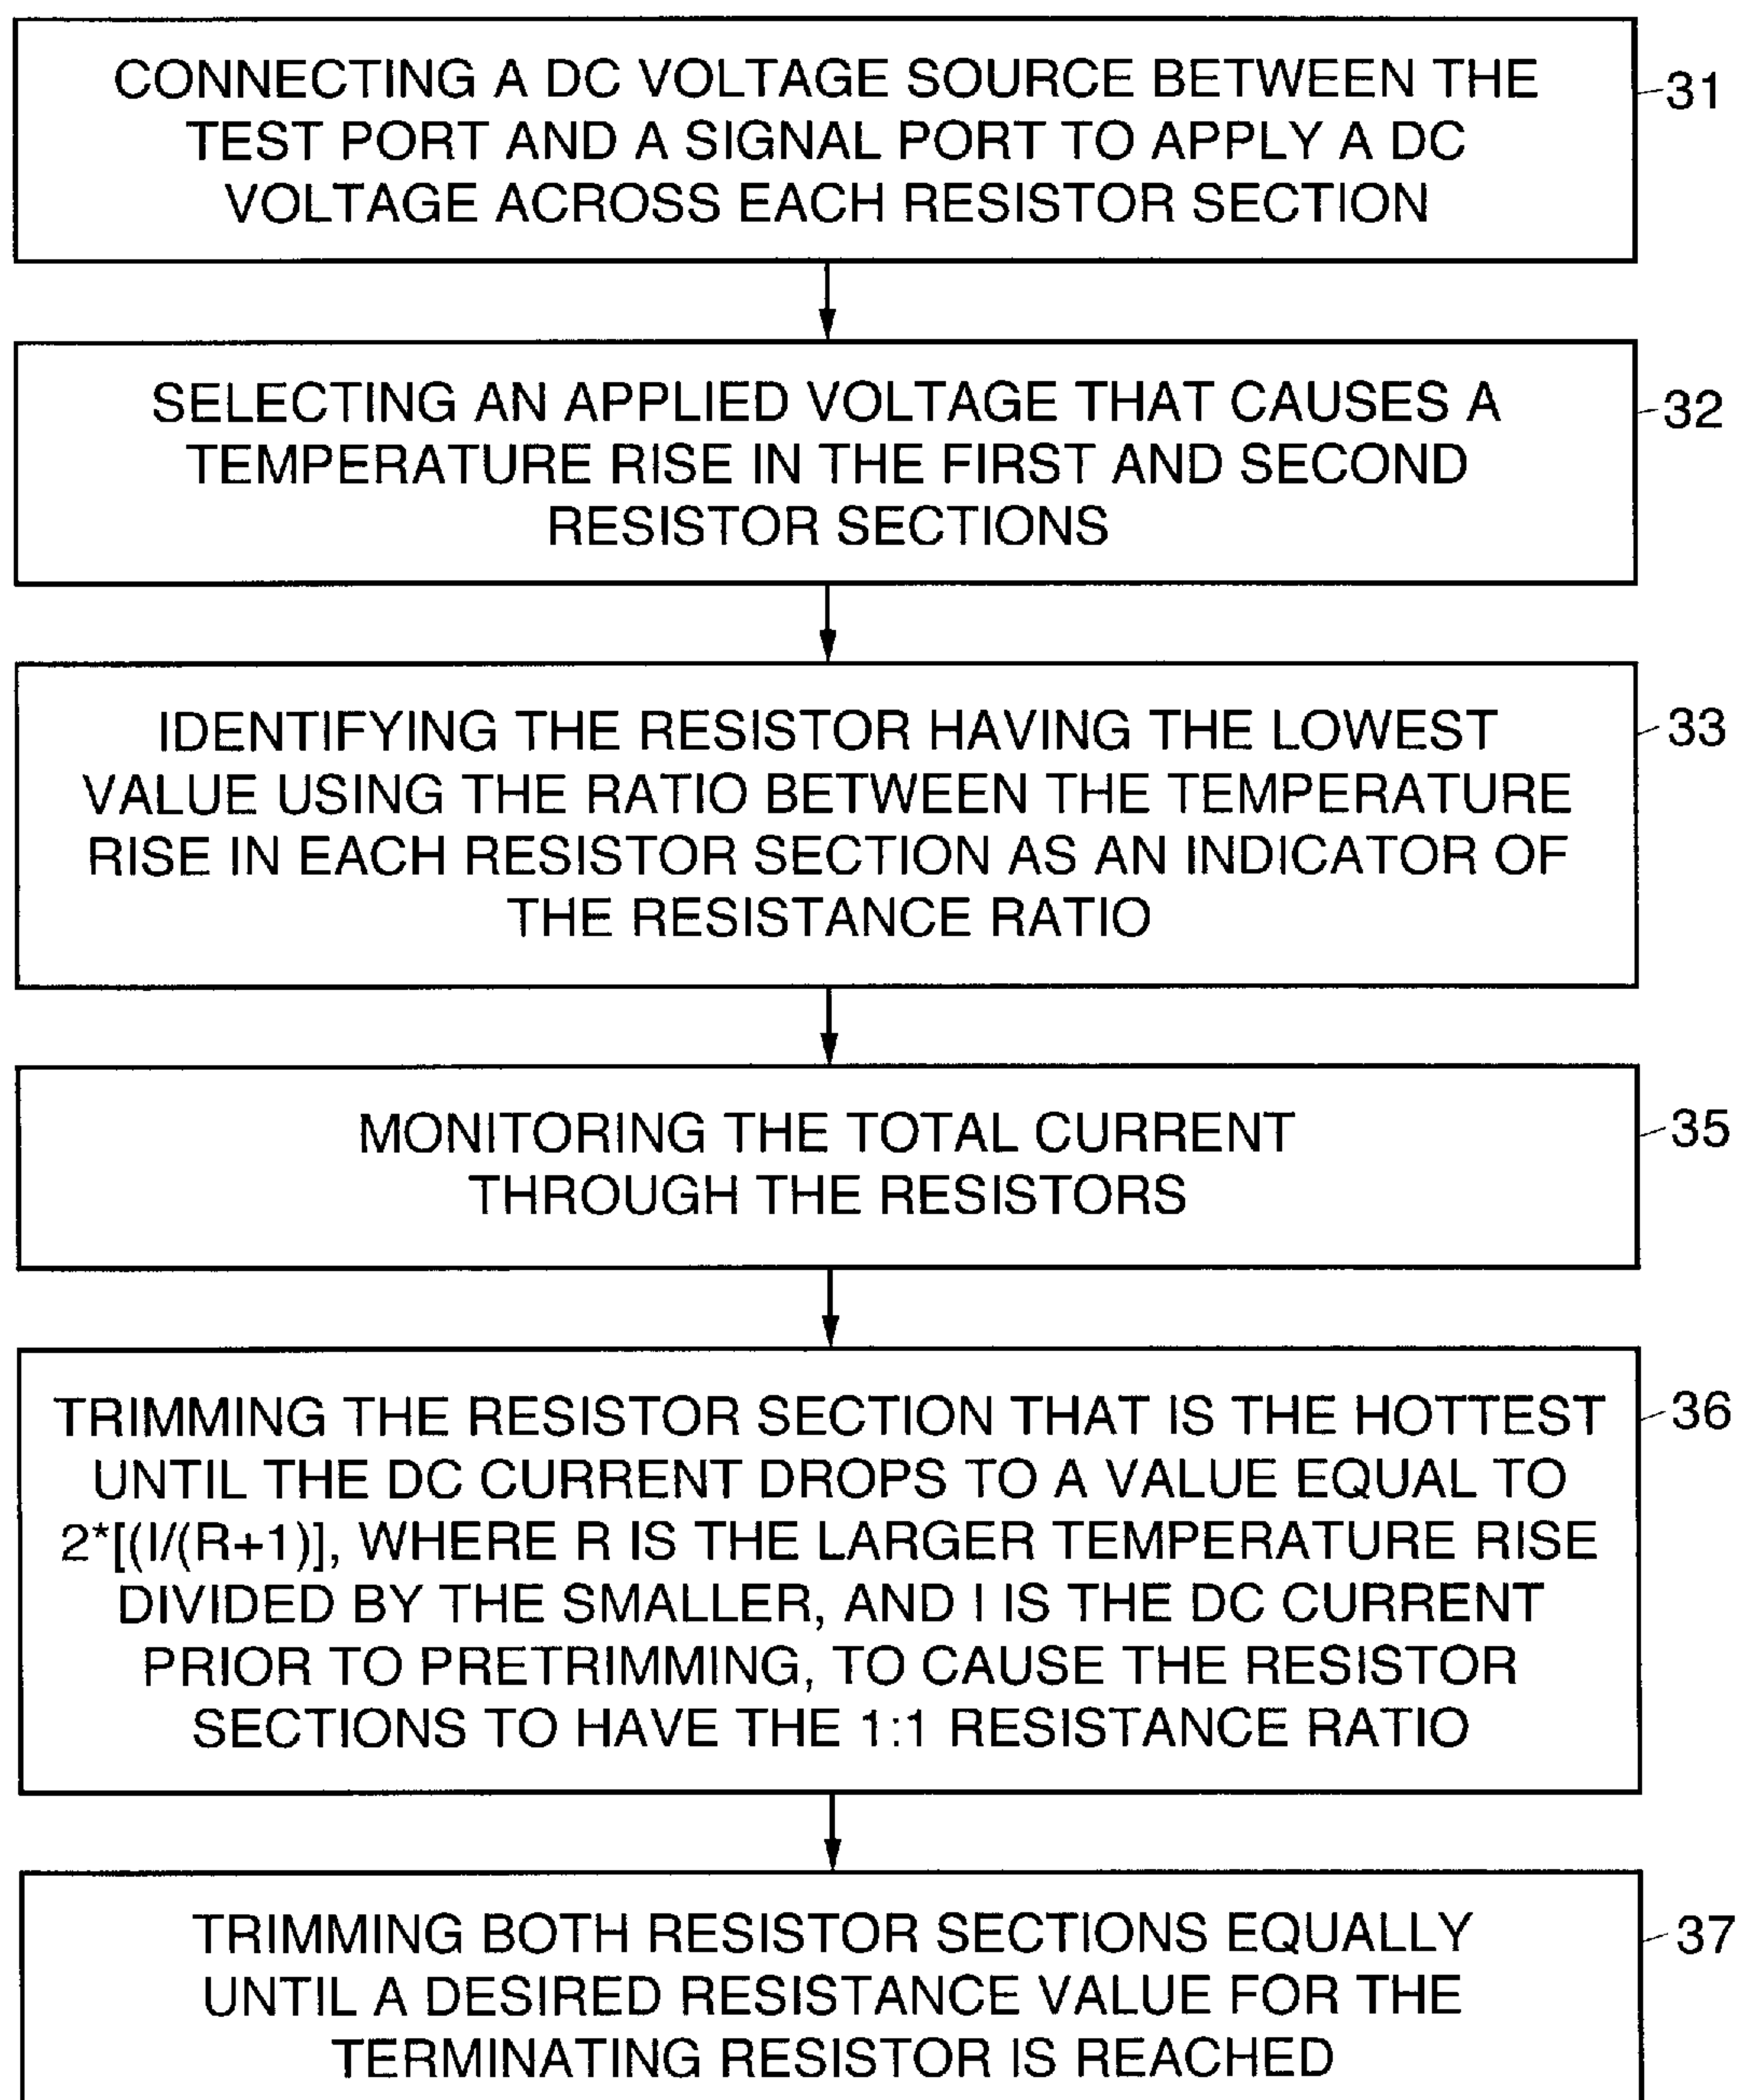 CONNECTING A DC VOLTAGE SOURCE BETWEEN THE
TEST PORT AND A SIGNAL PORT TO APPLY A DC
VOLTAGE ACROSS EACH RESISTOR SECTION
31
SELECTING AN APPLIED VOLTAGE THAT CAUSES A
TEMPERATURE RISE IN THE FIRST AND SECOND
RESISTOR SECTIONS
32
IDENTIFYING THE RESISTOR HAVING THE LOWEST
VALUE USING THE RATIO BETWEEN THE TEMPERATURE
RISE IN EACH RESISTOR SECTION AS AN INDICATOR OF
THE RESISTANCE RATIO
33
MONITORING THE TOTAL CURRENT
THROUGH THE RESISTORS
35
TRIMMING THE RESISTOR SECTION THAT IS THE HOTTEST
UNTIL THE DC CURRENT DROPS TO A VALUE EQUAL TO
2*[(I/(R+1)], WHERE R IS THE LARGER TEMPERATURE RISE
DIVIDED BY THE SMALLER, AND I IS THE DC CURRENT
PRIOR TO PRETRIMMING, TO CAUSE THE RESISTOR
SECTIONS TO HAVE THE 1:1 RESISTANCE RATIO
36
TRIMMING BOTH RESISTOR SECTIONS EQUALLY
UNTIL A DESIRED RESISTANCE VALUE FOR THE
TERMINATING RESISTOR IS REACHED
37